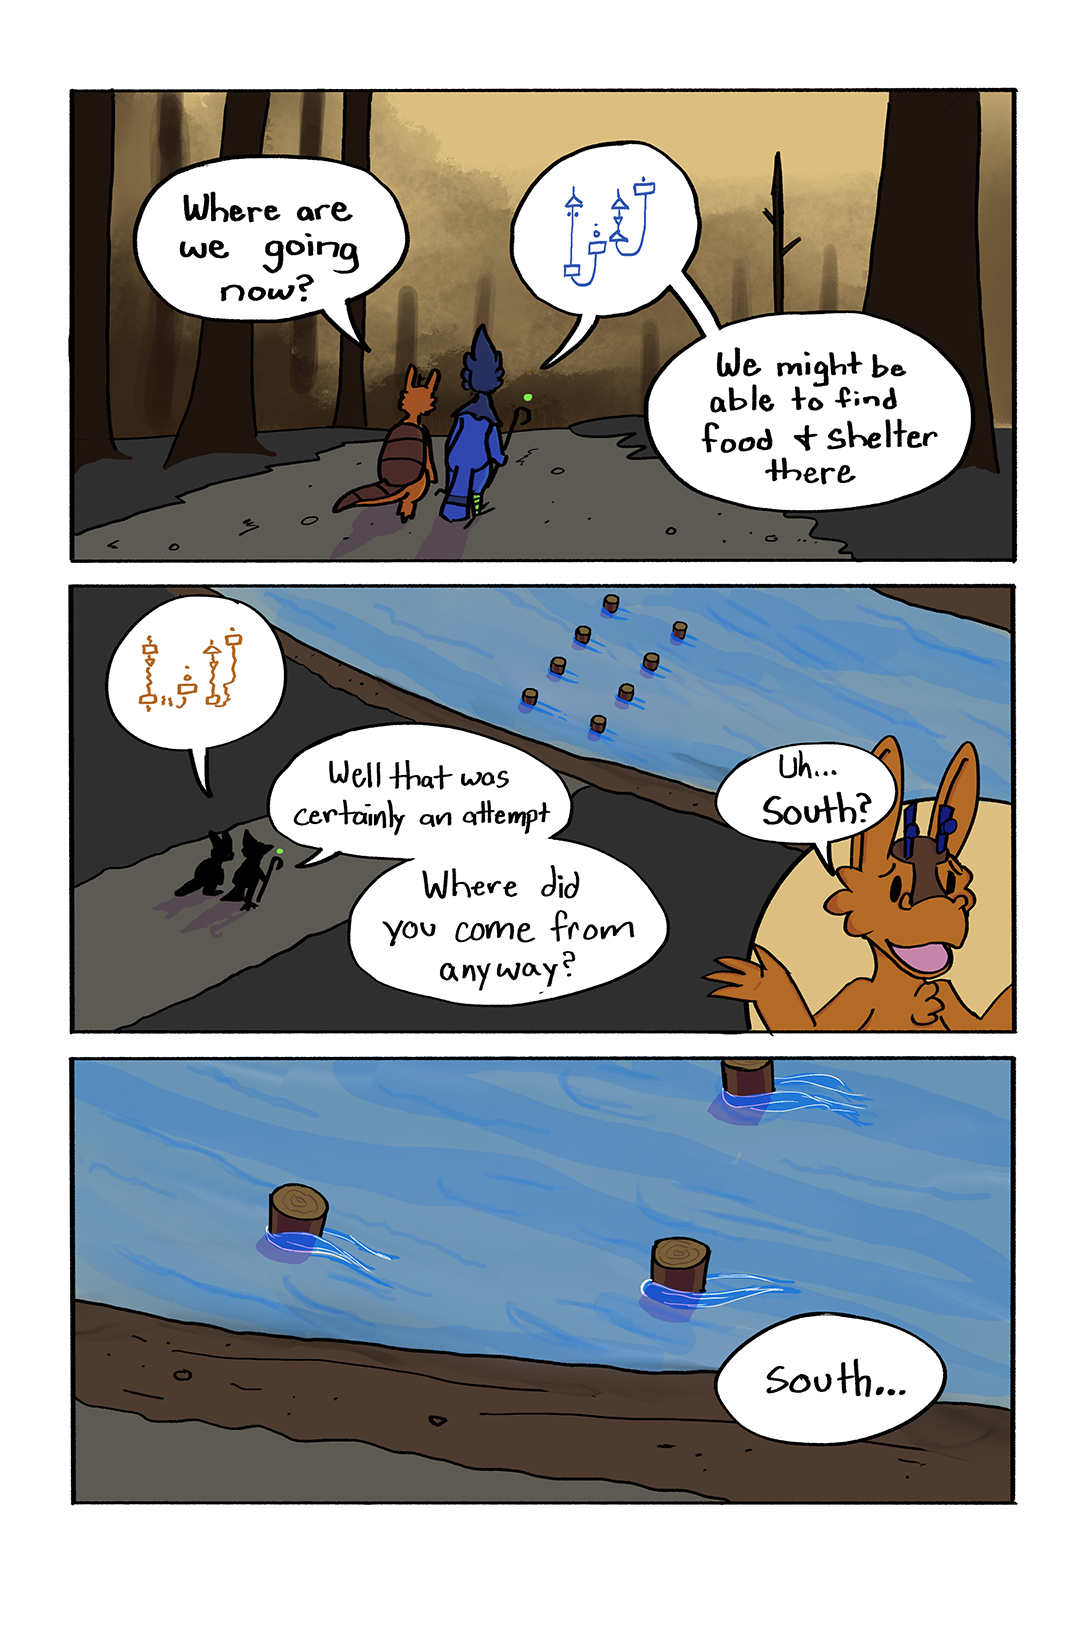 Where are
we going
now?
We might be
able to find
food & shelter
there
Well that was
certainly an attempt
Where did
you come from
anyway?
Uh...
South?
South...